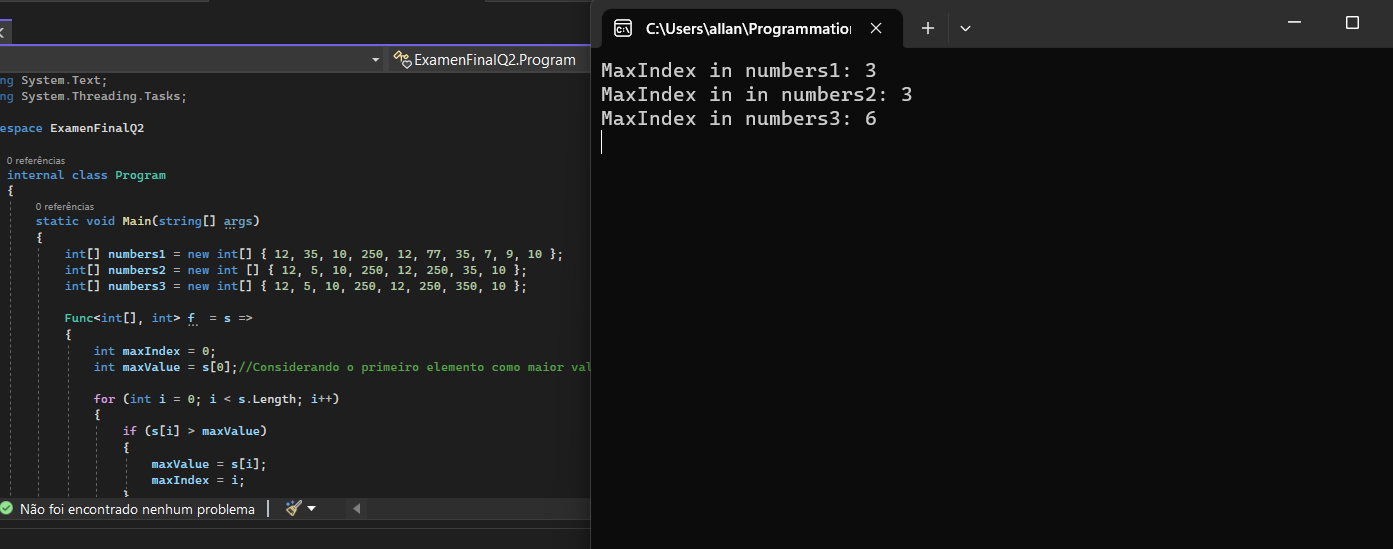 ExamenFinalQ2.Program
ng System.Text;
ng System.Threading.Tasks;
espace ExamenFinalQ2
0 referências
internal class Program
{
0 referências
static void Main(string[] args)
{
int[] numbers1 = new int[] { 12, 35, 10, 250, 12, 77, 35, 7, 9, 10 };
int[] numbers2 = new int [] { 12, 5, 10, 250, 12, 250, 35, 10 };
int[] numbers3 = new int[] { 12, 5, 10, 250, 12, 250, 350, 10 };
Func<int[], int> f  = s =>
{
int maxIndex = 0;
int maxValue = s[0];//Considerando o primeiro elemento como maior val
for (int i = 0; i < s.Length; i++)
{
if (s[i] > maxValue)
{
maxValue = s[i];
maxIndex = i;
}
Não foi encontrado nenhum problema
C:\Users\allan\Programmation
MaxIndex in numbers1: 3
MaxIndex in in numbers2: 3
MaxIndex in numbers3: 6